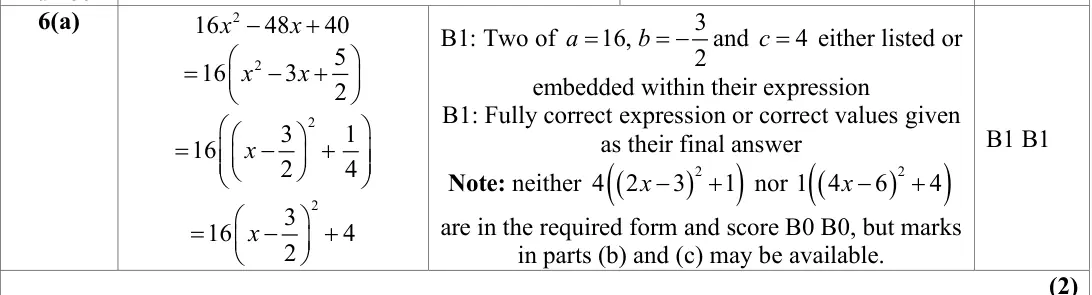 6(a)
16x² − 48x + 40
= 16(x² − 3x + 5/2)
= 16((x − 3/2)² + 1/4)
= 16(x − 3/2)² + 4
B1: Two of a = 16, b = −3/2 and c = 4 either listed or
embedded within their expression
B1: Fully correct expression or correct values given
as their final answer
Note: neither 4((2x − 3)² + 1) nor 1((4x − 6)² + 4)
are in the required form and score B0 B0, but marks
in parts (b) and (c) may be available.
B1 B1
(2)